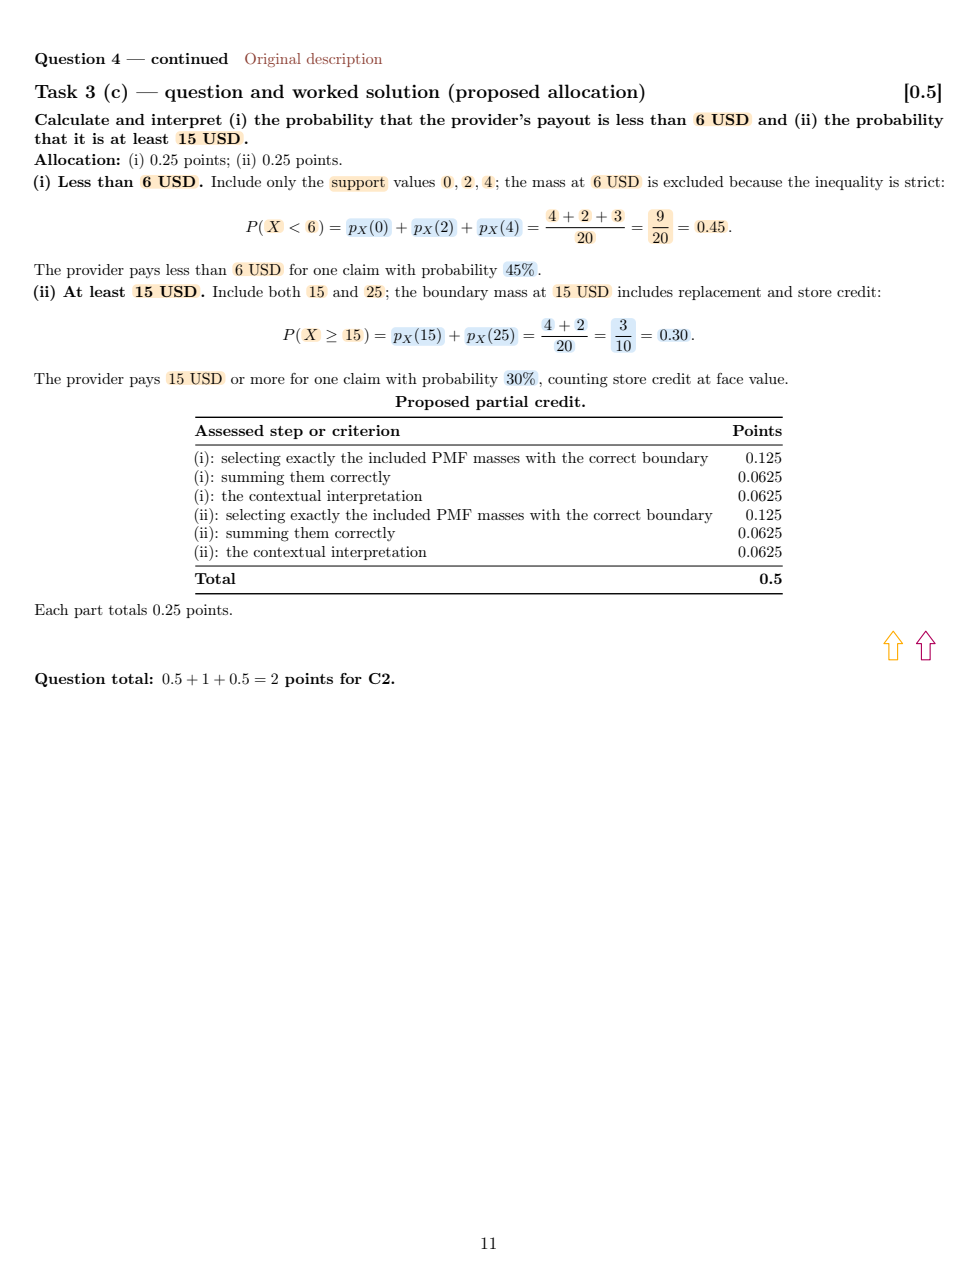 Question 4 — continued Original description
Task 3 (c) — question and worked solution (proposed allocation) [0.5]
Calculate and interpret (i) the probability that the provider's payout is less than 6 USD and (ii) the probability
that it is at least 15 USD.
Allocation: (i) 0.25 points; (ii) 0.25 points.
(i) Less than 6 USD. Include only the support values 0, 2, 4; the mass at 6 USD is excluded because the inequality is strict:
P(X < 6) = p_X(0) + p_X(2) + p_X(4) = (4 + 2 + 3)/20 = 9/20 = 0.45.
The provider pays less than 6 USD for one claim with probability 45%.
(ii) At least 15 USD. Include both 15 and 25; the boundary mass at 15 USD includes replacement and store credit:
P(X ≥ 15) = p_X(15) + p_X(25) = (4 + 2)/20 = 3/10 = 0.30.
The provider pays 15 USD or more for one claim with probability 30%, counting store credit at face value.
Proposed partial credit.
Assessed step or criterion Points
(i): selecting exactly the included PMF masses with the correct boundary 0.125
(i): summing them correctly 0.0625
(i): the contextual interpretation 0.0625
(ii): selecting exactly the included PMF masses with the correct boundary 0.125
(ii): summing them correctly 0.0625
(ii): the contextual interpretation 0.0625
Total 0.5
Each part totals 0.25 points.
Question total: 0.5 + 1 + 0.5 = 2 points for C2.
11